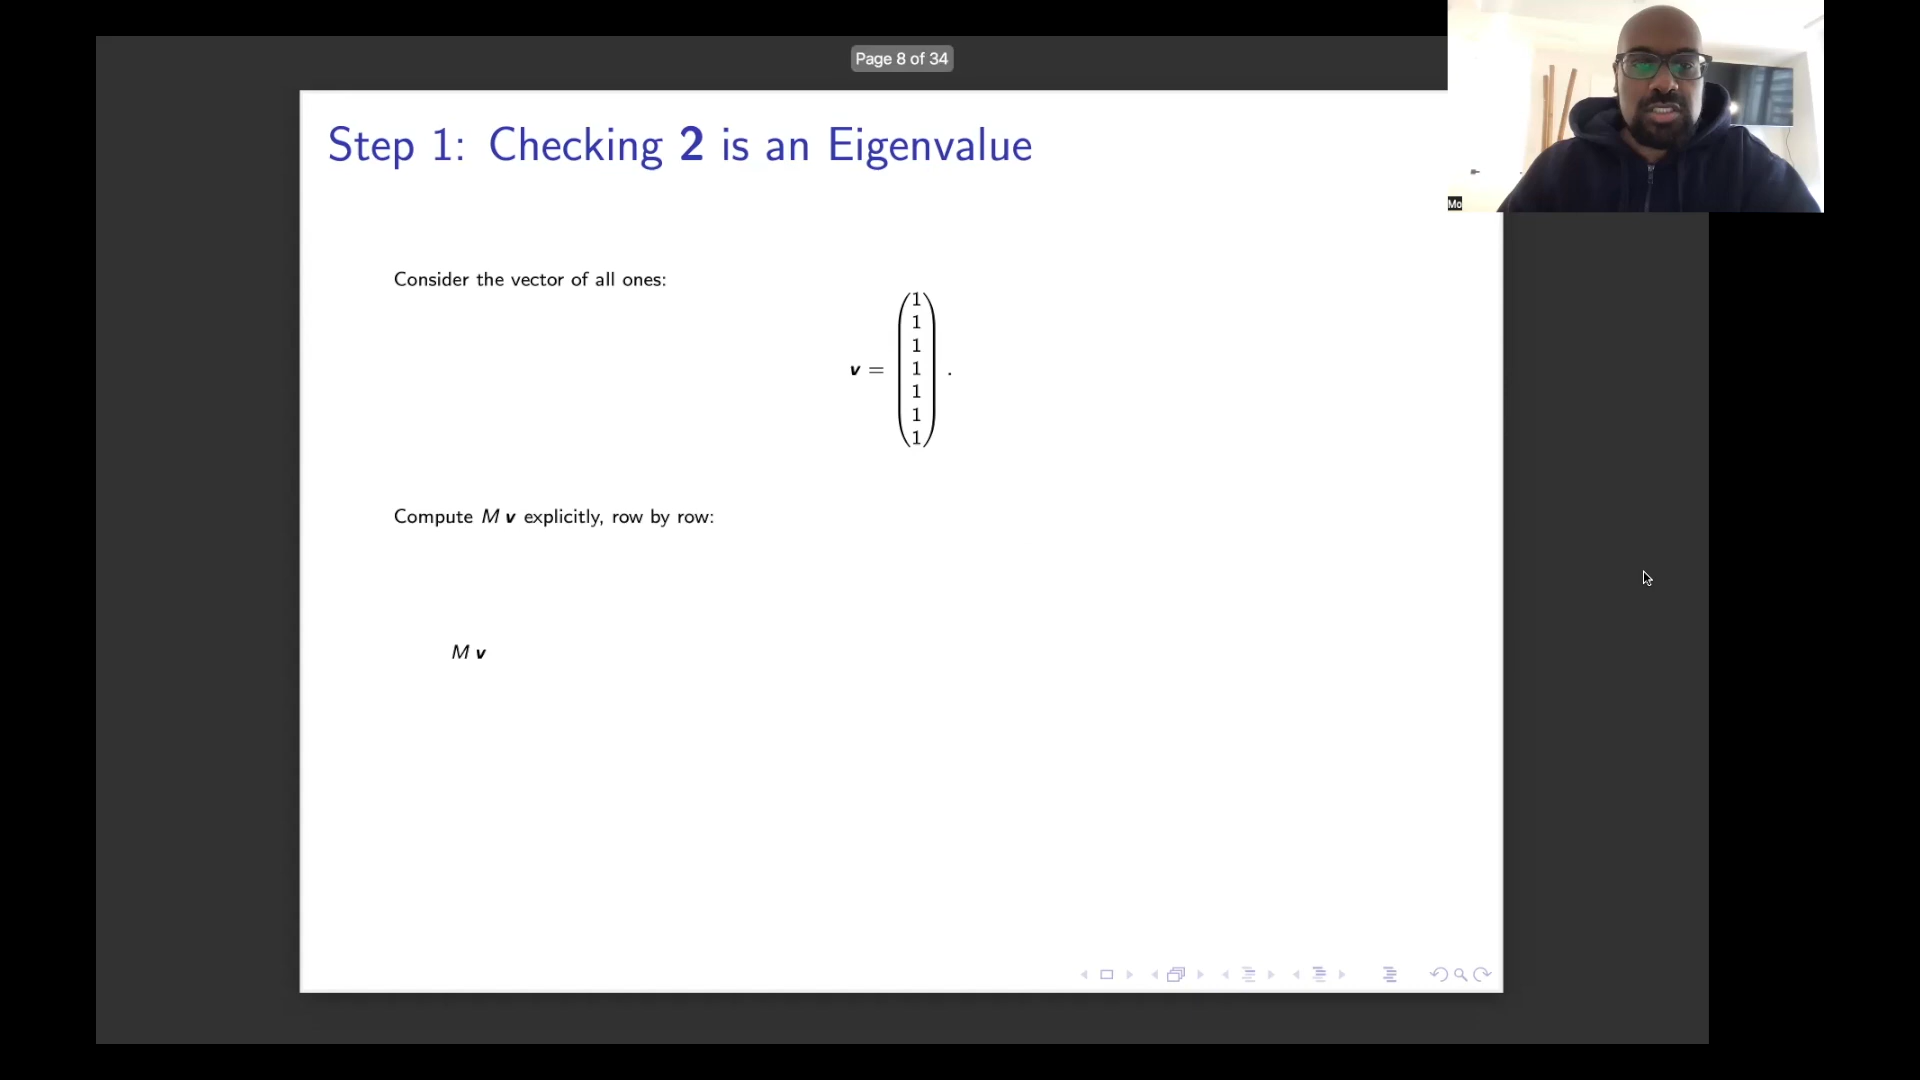 Page 8 of 34
Step 1: Checking 2 is an Eigenvalue
Mo
Consider the vector of all ones:
v = (1 1 1 1 1 1 1) .
Compute M v explicitly, row by row:
M v